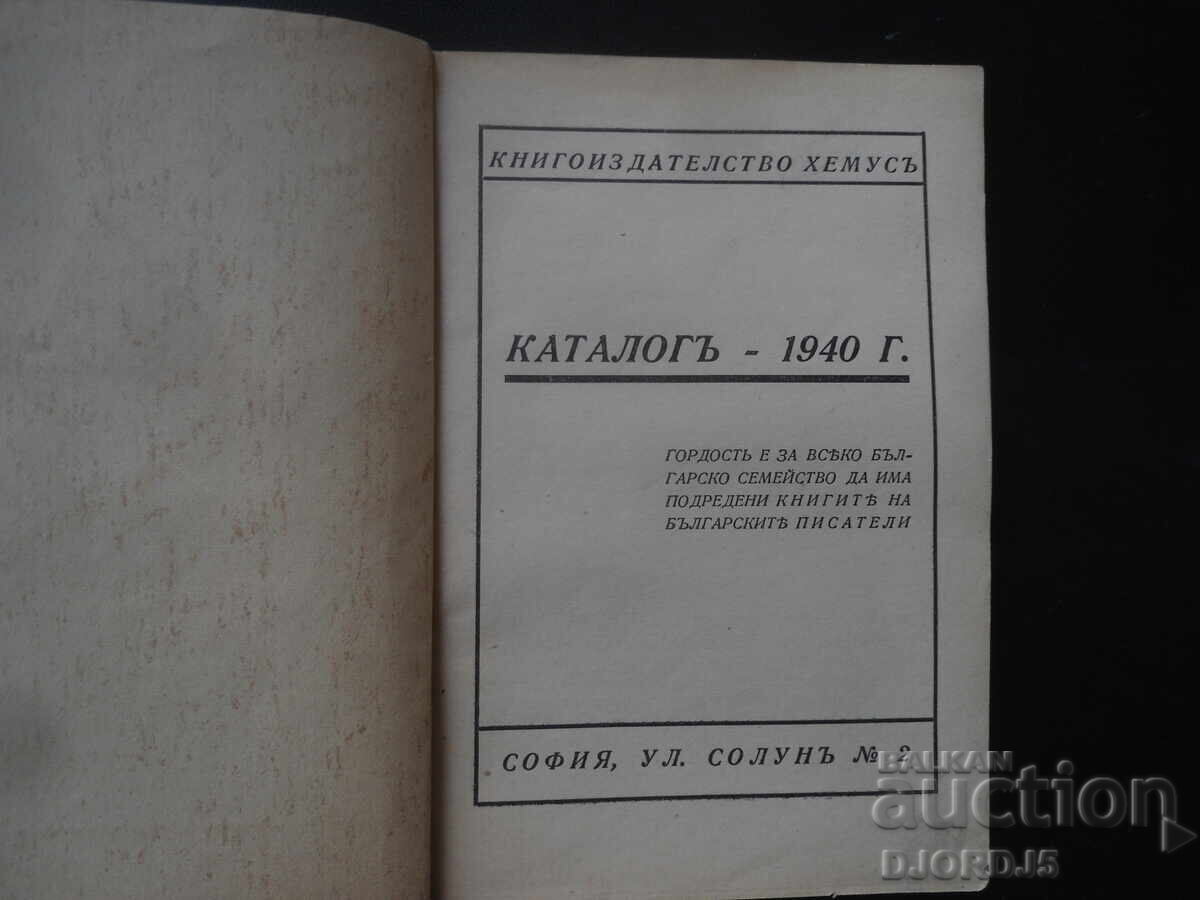 КНИГОИЗДАТЕЛСТВО ХЕМУСЪ
КАТАЛОГЪ - 1940 Г.
ГОРДОСТЬ Е ЗА ВСѢКО БЪЛ-
ГАРСКО СЕМЕЙСТВО ДА ИМА
ПОДРЕДЕНИ КНИГИТѢ НА
БЪЛГАРСКИТѢ ПИСАТЕЛИ
СОФИЯ, УЛ. СОЛУНЪ № 2
BALKAN
auction
DJORDJ5